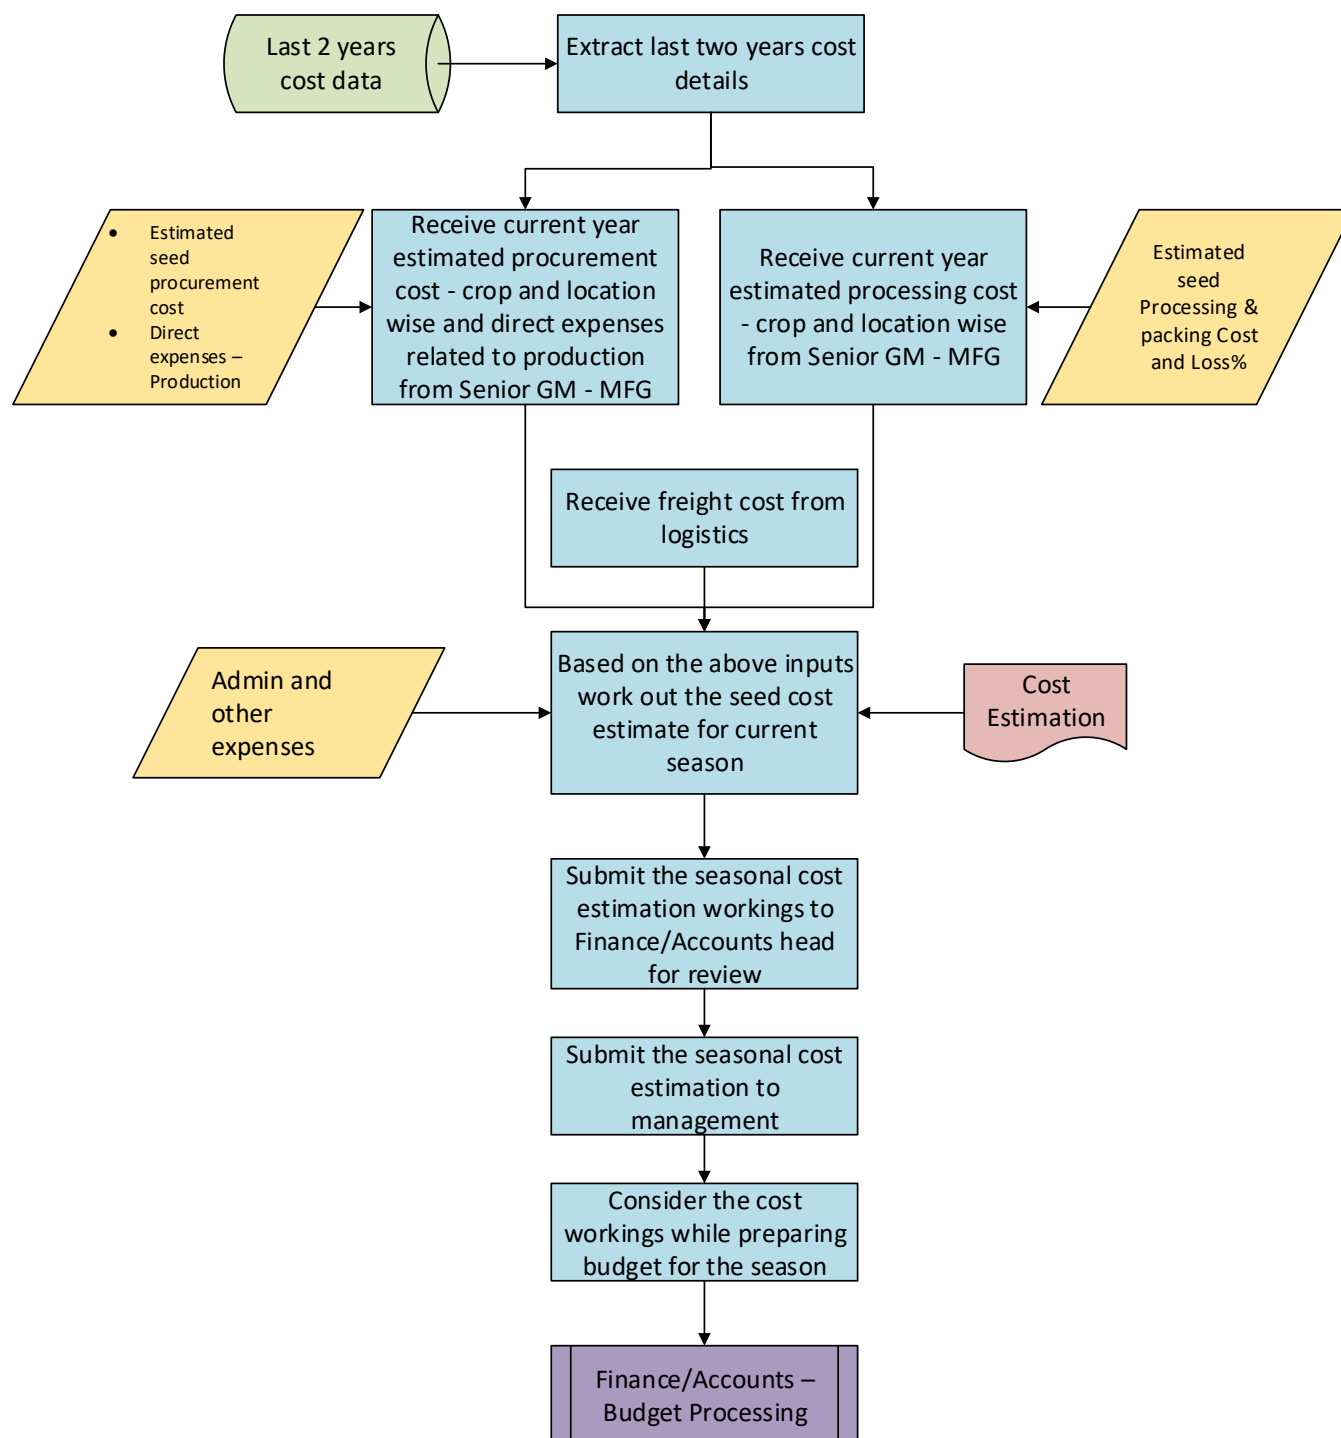 Last 2 years
cost data
Extract last two years cost
details
• Estimated
seed
procurement
cost
• Direct
expenses –
Production
Receive current year
estimated procurement
cost - crop and location
wise and direct expenses
related to production
from Senior GM - MFG
Receive current year
estimated processing cost
- crop and location wise
from Senior GM - MFG
Estimated
seed
Processing &
packing Cost
and Loss%
Receive freight cost from
logistics
Admin and
other
expenses
Based on the above inputs
work out the seed cost
estimate for current
season
Cost
Estimation
Submit the seasonal cost
estimation workings to
Finance/Accounts head
for review
Submit the seasonal cost
estimation to
management
Consider the cost
workings while preparing
budget for the season
Finance/Accounts –
Budget Processing